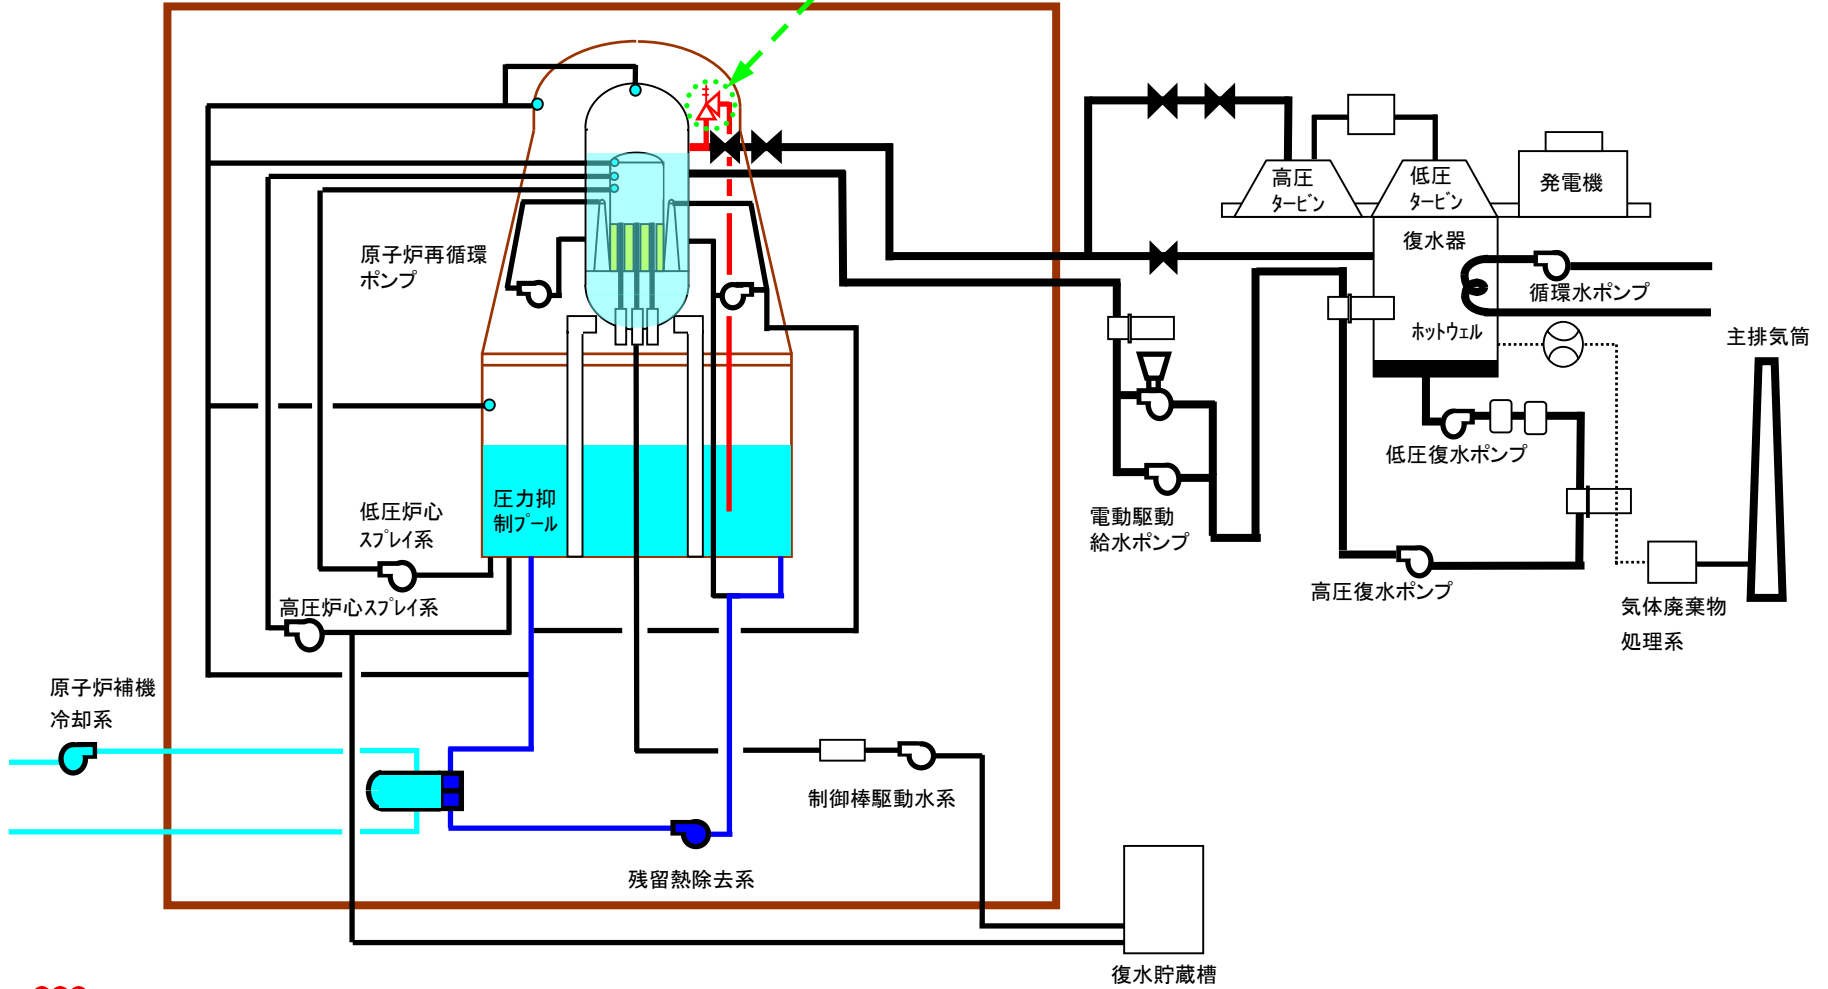 高圧
ﾀｰﾋﾞﾝ
低圧
ﾀｰﾋﾞﾝ
発電機
復水器
原子炉再循環
ポンプ
循環水ポンプ
ﾎｯﾄｳｪﾙ
主排気筒
低圧復水ポンプ
圧力抑
制ﾌﾟｰﾙ
低圧炉心
ｽﾌﾟﾚｲ系
電動駆動
給水ポンプ
高圧復水ポンプ
高圧炉心ｽﾌﾟﾚｲ系
気体廃棄物
処理系
原子炉補機
冷却系
制御棒駆動水系
残留熱除去系
復水貯蔵槽